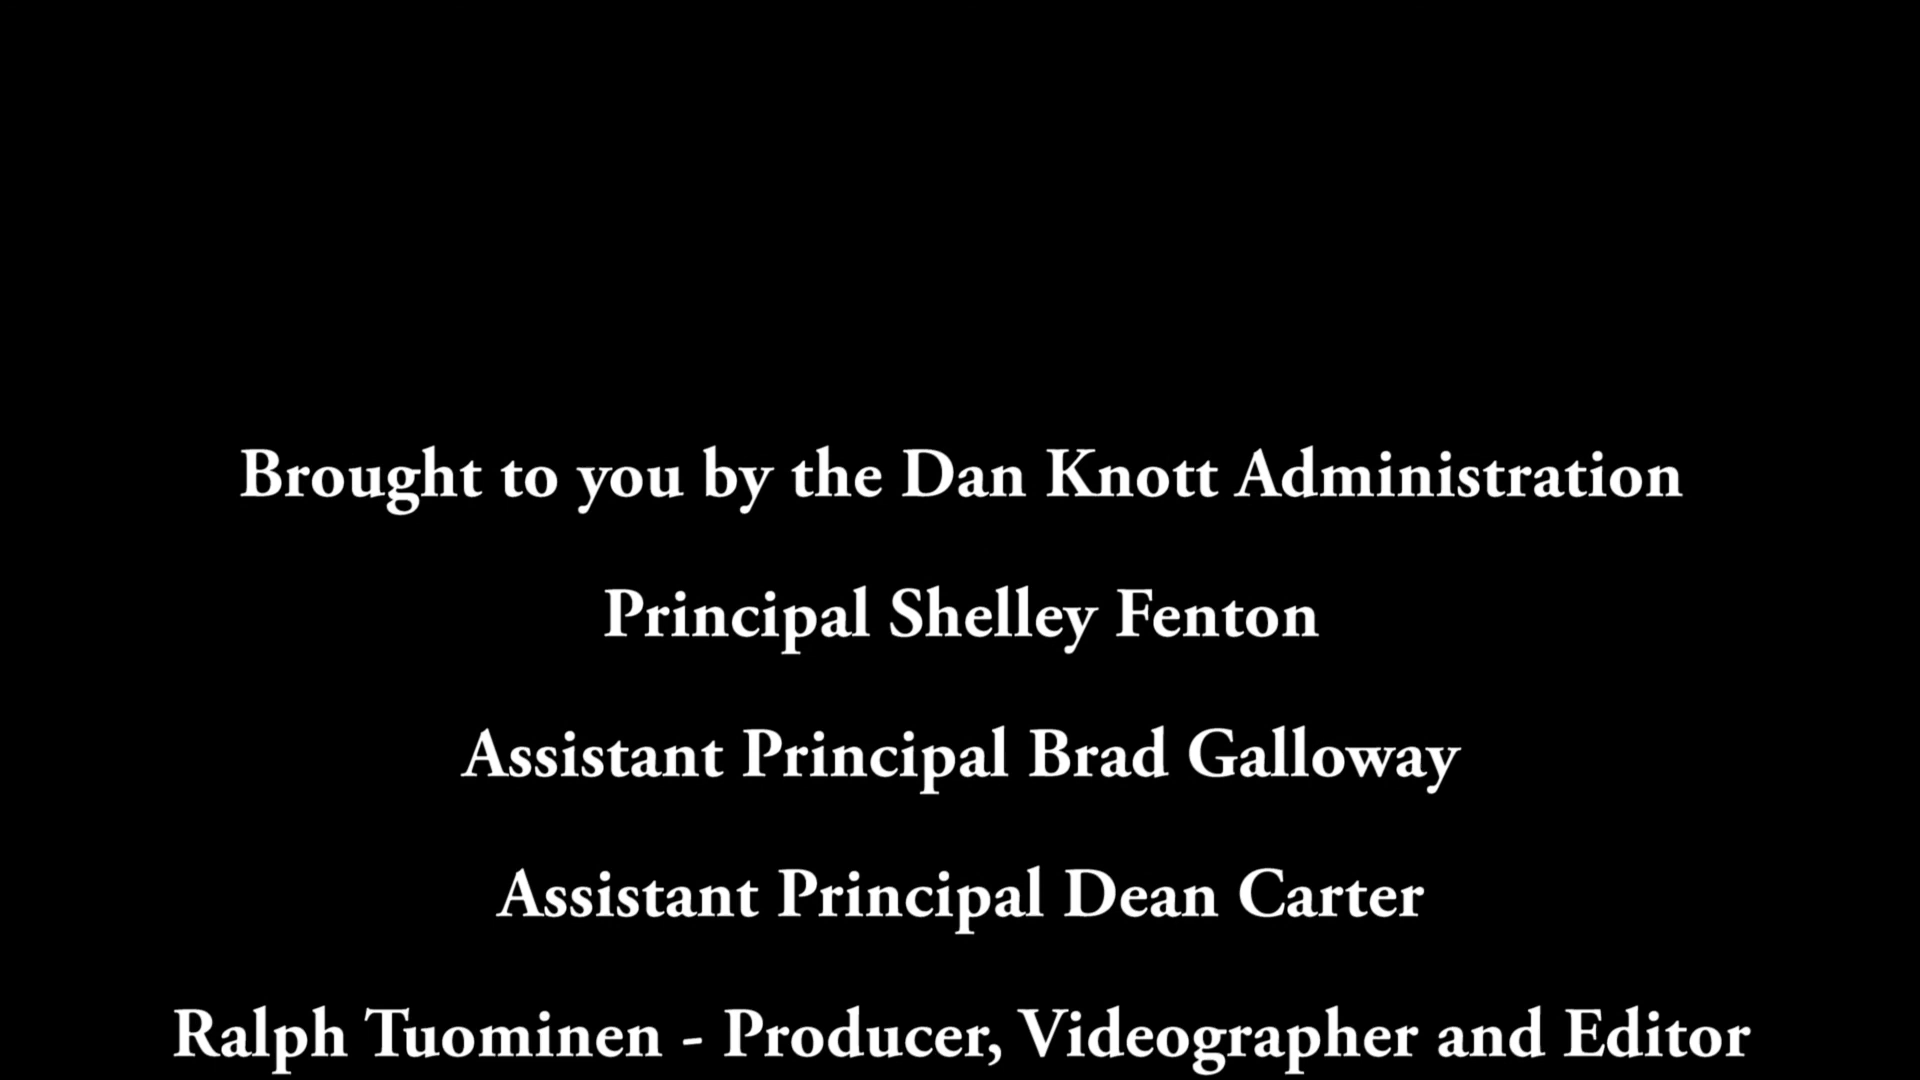 Brought to you by the Dan Knott Administration
Principal Shelley Fenton
Assistant Principal Brad Galloway
Assistant Principal Dean Carter
Ralph Tuominen - Producer, Videographer and Editor